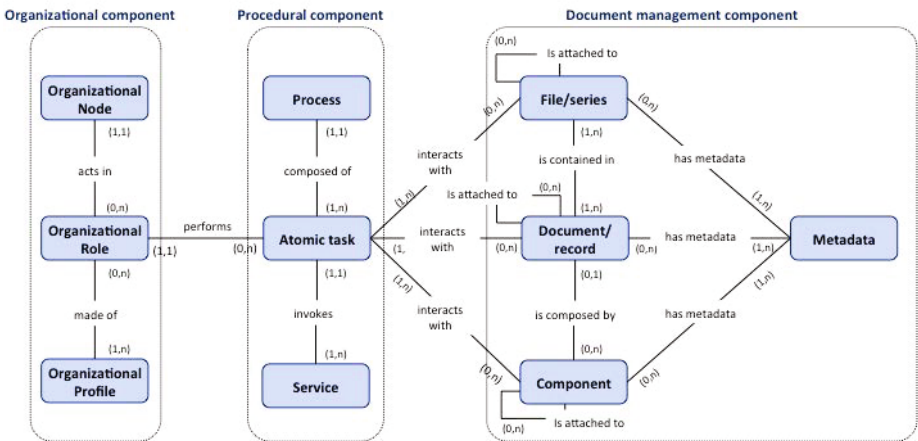 Organizational component
Procedural component
Document management component
(0,n)
Is attached to
Organizational
Node
Process
File/series
(1,1)
(1,1)
(0,n)
(0,n)
(1,n)
acts in
composed of
interacts
with
is contained in
has metadata
(0,n)
(1,n)
(1,n)
Is attached to
(0,n)
(1,n)
(1,n)
Organizational
Role
performs
(1,1)
(0,n)
Atomic task
(1,
interacts
with
(0,n)
Document/
record
(0,n)
has metadata
(1,n)
Metadata
(0,n)
(1,1)
(1,n)
(0,1)
(1,n)
made of
invokes
interacts
with
is composed by
has metadata
(1,n)
(1,n)
(0,n)
(0,n)
(0,n)
Organizational
Profile
Service
Component
(0,n)
Is attached to